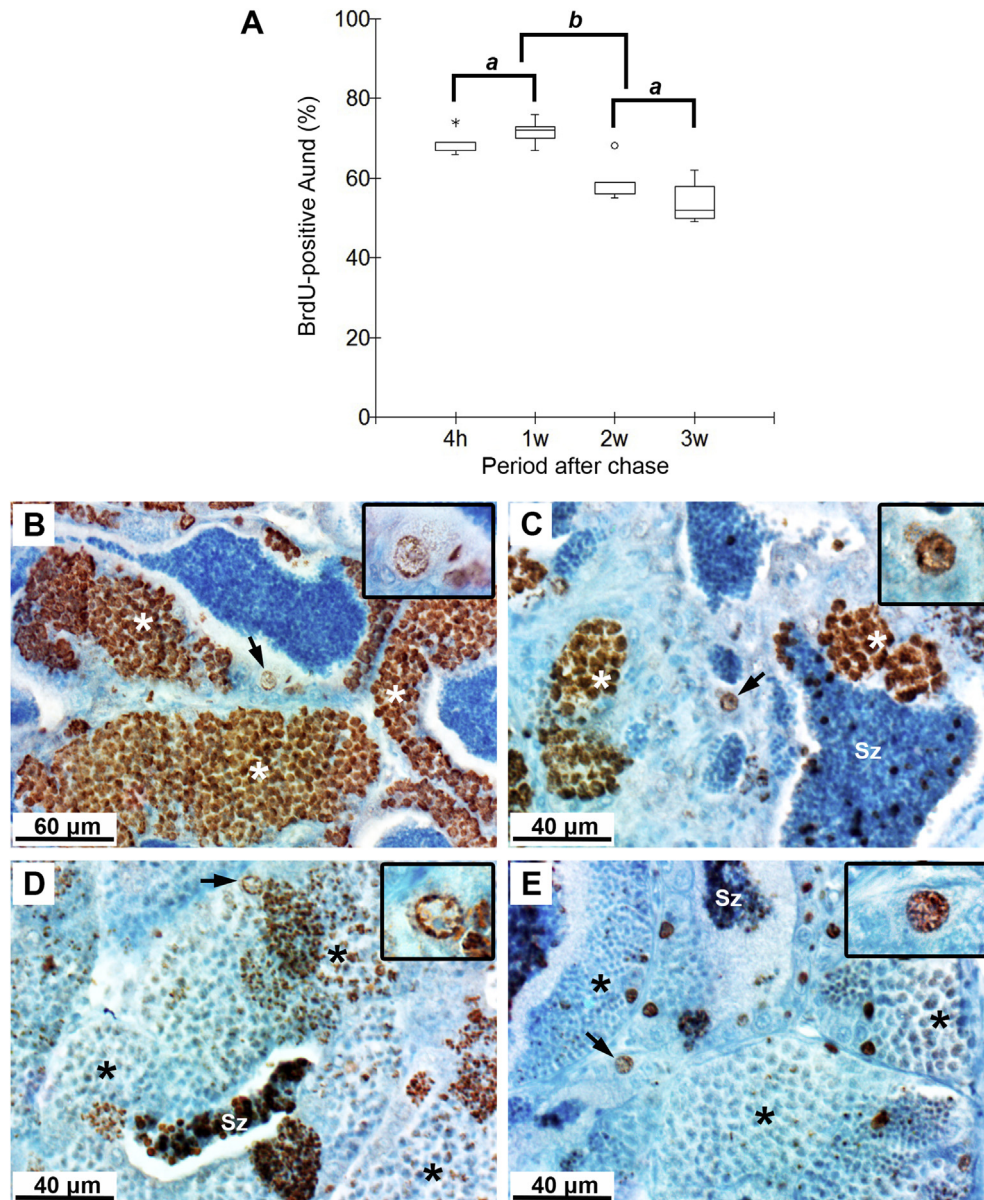 A
100
80
60
40
20
0
BrdU-positive Aund (%)
a
b
a
*
4h 1w 2w 3w
Period after chase
B
*
*
*
60 µm
C
*
*
Sz
40 µm
D
*
*
*
Sz
40 µm
E
Sz
*
*
*
40 µm